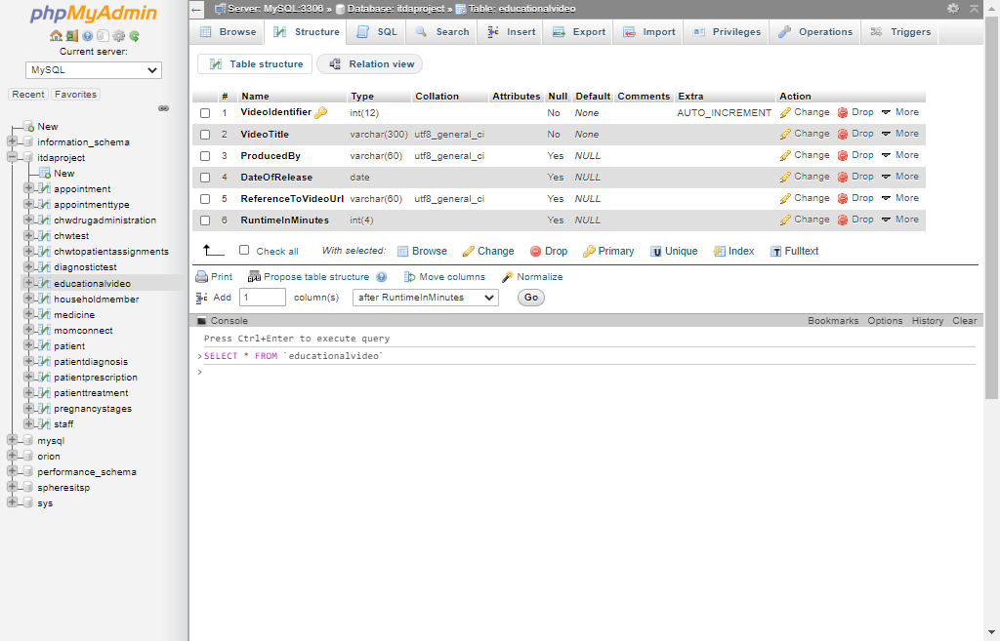 phpMyAdmin
Current server:
MySQL
Recent Favorites
New
information_schema
itdaproject
New
appointment
appointmenttype
chwdrugadministration
chwtest
chwtopatientassignments
diagnostictest
educationalvideo
householdmember
medicine
momconnect
patient
patientdiagnosis
patientprescription
patienttreatment
pregnancystages
staff
mysql
orion
performance_schema
spheresitsp
sys
Server: MySQL:3306 » Database: itdaproject » Table: educationalvideo
Browse Structure SQL Search Insert Export Import Privileges Operations Triggers
Table structure Relation view
# Name Type Collation Attributes Null Default Comments Extra Action
1 VideoIdentifier int(12) No None AUTO_INCREMENT Change Drop More
2 VideoTitle varchar(300) utf8_general_ci No None Change Drop More
3 ProducedBy varchar(60) utf8_general_ci Yes NULL Change Drop More
4 DateOfRelease date Yes NULL Change Drop More
5 ReferenceToVideoUrl varchar(60) utf8_general_ci Yes NULL Change Drop More
6 RuntimeInMinutes int(4) Yes NULL Change Drop More
Check all With selected: Browse Change Drop Primary Unique Index Fulltext
Print Propose table structure Move columns Normalize
Add 1 column(s) after RuntimeInMinutes Go
Console Bookmarks Options History Clear
Press Ctrl+Enter to execute query
>SELECT * FROM `educationalvideo`
>